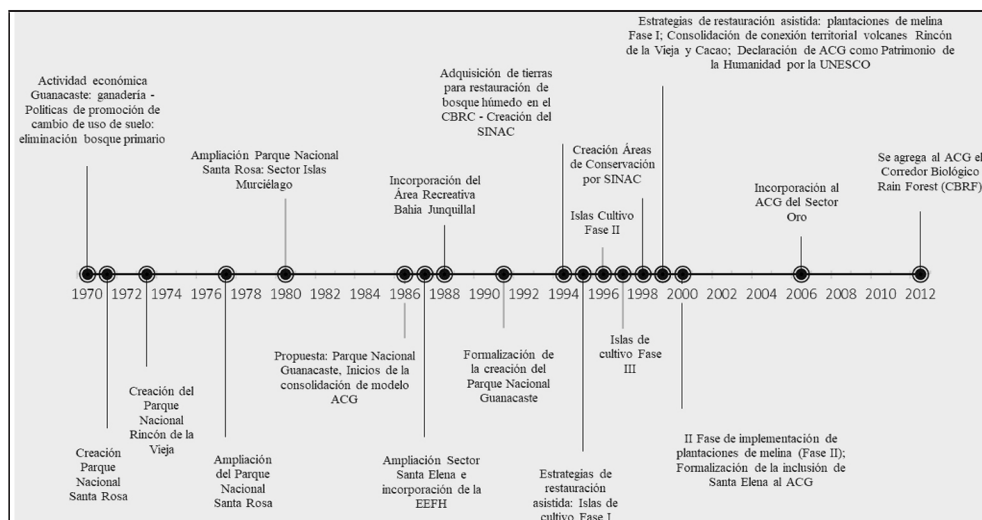 Estrategias de restauración asistida: plantaciones de melina
Fase I; Consolidación de conexión territorial volcanes Rincón
de la Vieja y Cacao; Declaración de ACG como Patrimonio de
la Humanidad por la UNESCO
Actividad económica
Guanacaste: ganadería -
Políticas de promoción de
cambio de uso de suelo:
eliminación bosque primario
Adquisición de tierras
para restauración de
bosque húmedo en el
CBRC - Creación del
SINAC
Ampliación Parque Nacional
Santa Rosa: Sector Islas
Murciélago
Incorporación del
Área Recreativa
Bahía Junquillal
Creación Áreas
de Conservación
por SINAC
Islas Cultivo
Fase II
Incorporación al
ACG del Sector
Oro
Se agrega al ACG el
Corredor Biológico
Rain Forest (CBRF)
1970 1972 1974 1976 1978 1980 1982 1984 1986 1988 1990 1992 1994 1996 1998 2000 2002 2004 2006 2008 2010 2012
Creación
Parque
Nacional
Santa Rosa
Creación del
Parque
Nacional
Rincón de la
Vieja
Ampliación
del Parque
Nacional
Santa Rosa
Propuesta: Parque Nacional
Guanacaste, Inicios de la
consolidación de modelo
ACG
Ampliación Sector
Santa Elena e
incorporación de la
EEFH
Formalización de
la creación del
Parque Nacional
Guanacaste
Estrategias de
restauración
asistida: Islas de
cultivo Fase I
Islas de
cultivo Fase
III
II Fase de implementación de
plantaciones de melina (Fase II);
Formalización de la inclusión de
Santa Elena al ACG